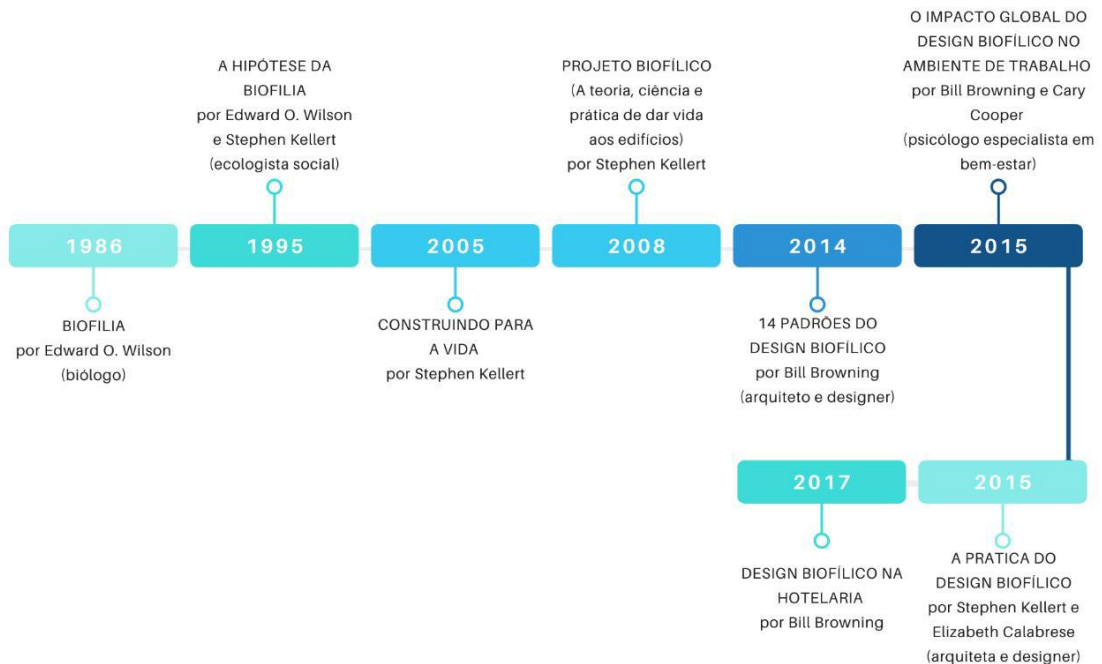 1986
BIOFILIA
por Edward O. Wilson
(biólogo)
A HIPÓTESE DA
BIOFILIA
por Edward O. Wilson
e Stephen Kellert
(ecologista social)
1995
2005
CONSTRUINDO PARA
A VIDA
por Stephen Kellert
PROJETO BIOFÍLICO
(A teoria, ciência e
prática de dar vida
aos edifícios)
por Stephen Kellert
2008
2014
14 PADRÕES DO
DESIGN BIOFÍLICO
por Bill Browning
(arquiteto e designer)
O IMPACTO GLOBAL DO
DESIGN BIOFÍLICO NO
AMBIENTE DE TRABALHO
por Bill Browning e Cary
Cooper
(psicólogo especialista em
bem-estar)
2015
2015
A PRATICA DO
DESIGN BIOFÍLICO
por Stephen Kellert e
Elizabeth Calabrese
(arquiteta e designer)
2017
DESIGN BIOFÍLICO NA
HOTELARIA
por Bill Browning